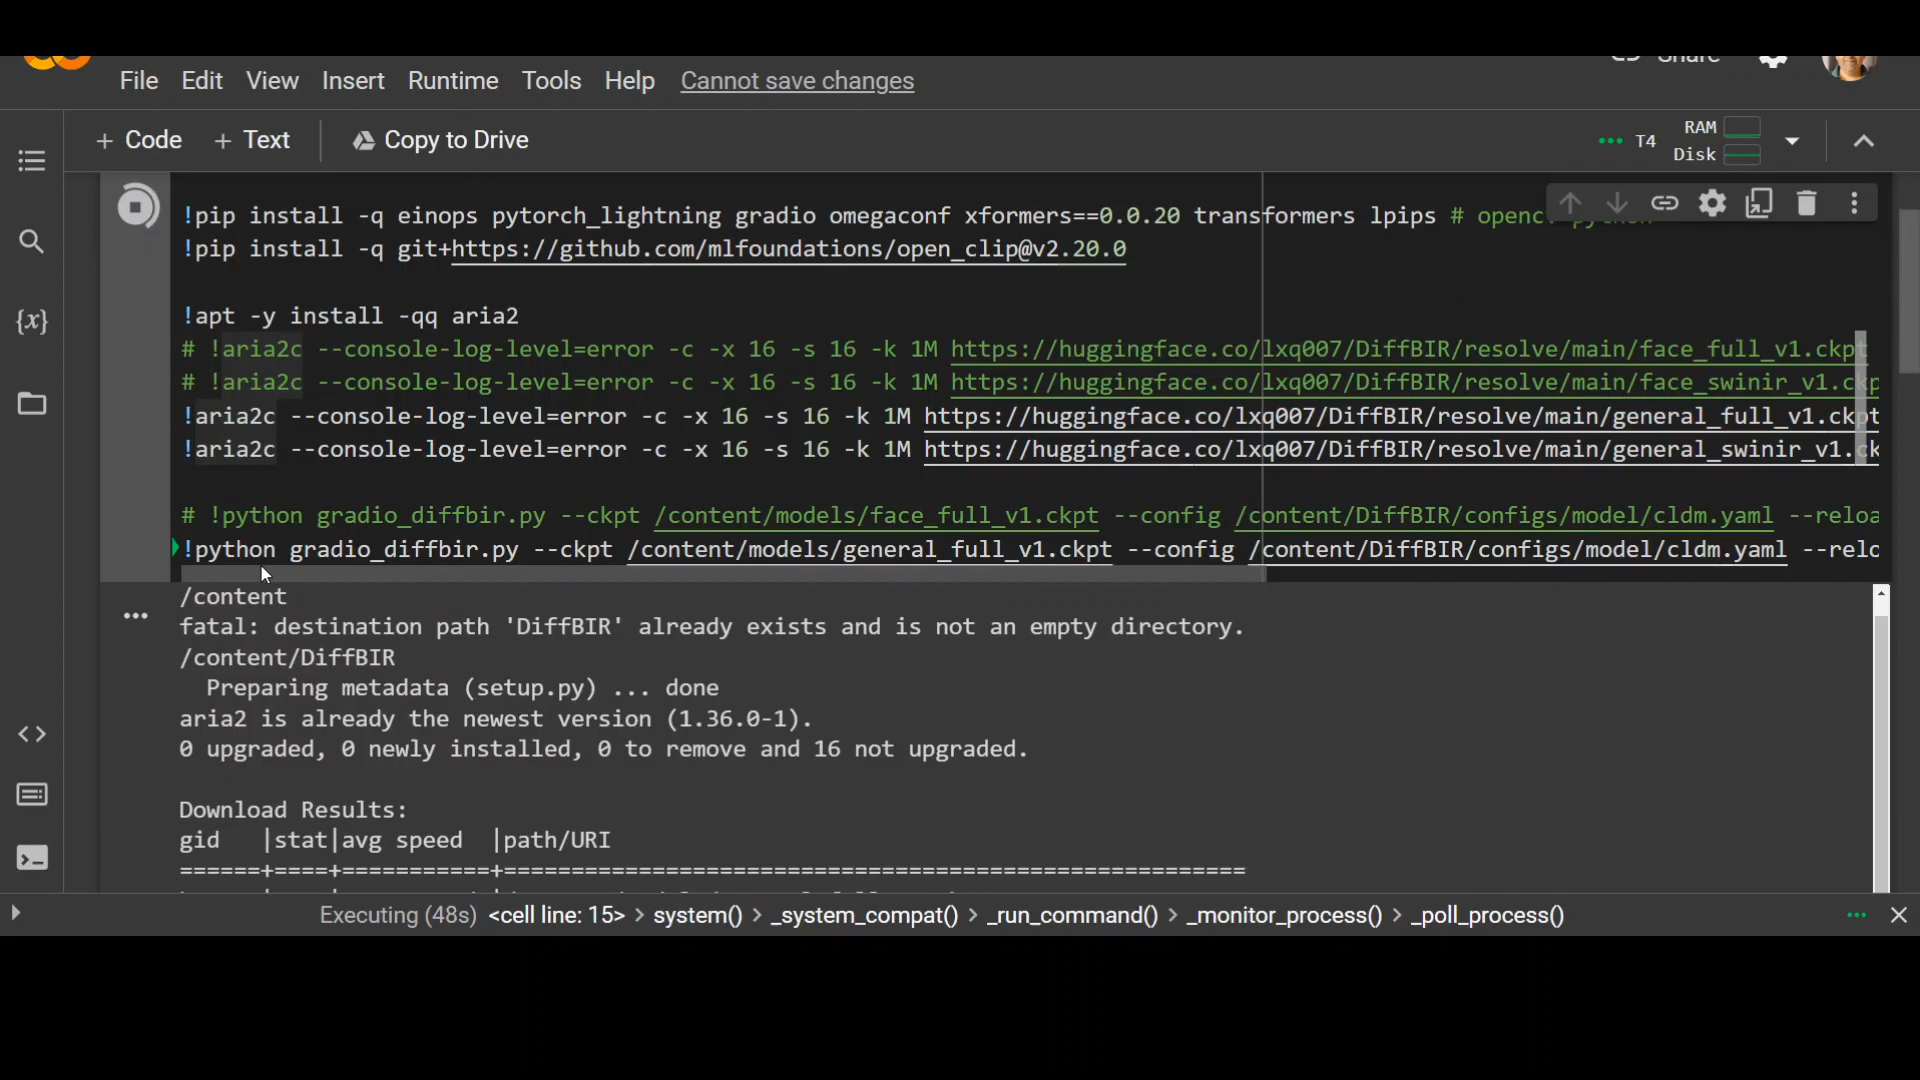 Share
File Edit View Insert Runtime Tools Help Cannot save changes
+ Code + Text Copy to Drive
T4 RAM
Disk
!pip install -q einops pytorch_lightning gradio omegaconf xformers==0.0.20 transformers lpips # openc
!pip install -q git+https://github.com/mlfoundations/open_clip@v2.20.0
!apt -y install -qq aria2
# !aria2c --console-log-level=error -c -x 16 -s 16 -k 1M https://huggingface.co/lxq007/DiffBIR/resolve/main/face_full_v1.ckpt
# !aria2c --console-log-level=error -c -x 16 -s 16 -k 1M https://huggingface.co/lxq007/DiffBIR/resolve/main/face_swinir_v1.ckp
!aria2c --console-log-level=error -c -x 16 -s 16 -k 1M https://huggingface.co/lxq007/DiffBIR/resolve/main/general_full_v1.ckpt
!aria2c --console-log-level=error -c -x 16 -s 16 -k 1M https://huggingface.co/lxq007/DiffBIR/resolve/main/general_swinir_v1.ck
# !python gradio_diffbir.py --ckpt /content/models/face_full_v1.ckpt --config /content/DiffBIR/configs/model/cldm.yaml --reloa
!python gradio_diffbir.py --ckpt /content/models/general_full_v1.ckpt --config /content/DiffBIR/configs/model/cldm.yaml --relo
/content
fatal: destination path 'DiffBIR' already exists and is not an empty directory.
/content/DiffBIR
Preparing metadata (setup.py) ... done
aria2 is already the newest version (1.36.0-1).
0 upgraded, 0 newly installed, 0 to remove and 16 not upgraded.
Download Results:
gid |stat|avg speed |path/URI
======+====+===========+=======================================================
Executing (48s) <cell line: 15> > system() > _system_compat() > _run_command() > _monitor_process() > _poll_process()